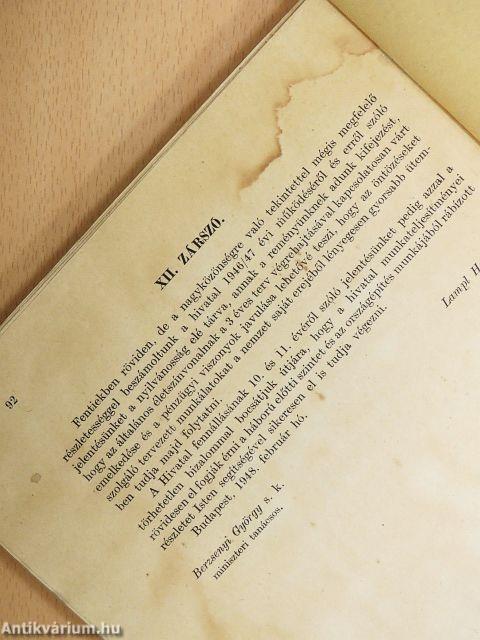 92
XII. ZÁRSZÓ.
Fentiekben röviden, de a nagyközönségre való tekintettel mégis megfelelő
részletességgel beszámoltunk a hivatal 1946/47 évi működéséről és erről szóló
jelentésünket a nyilvánosság elé tárva, annak a reményünknek adunk kifejezést,
hogy az általános életszínvonalnak a 3 éves terv végrehajtásával kapcsolatosan várt
emelkedése és a pénzügyi viszonyok javulása lehetővé teszi, hogy az öntözéseket
szolgáló tervezett munkálatokat a nemzet saját erejéből lényegesen gyorsabb ütem-
ben tudja majd folytatni.
A Hivatal fennállásának 10. és 11. évéről szóló jelentésünket pedig azzal a
törhetetlen bizalommal bocsátjuk útjára, hogy a hivatal munkateljesítményei
rövidesen el fogják érni a háború előtti szintet és az országépítés munkájából rábízott
részletet Isten segítségével sikeresen el is tudja végezni.
Budapest, 1948. február hó.
Lampl H
Berzsenyi György s. k.
miniszteri tanácsos.
Antikvárium.hu